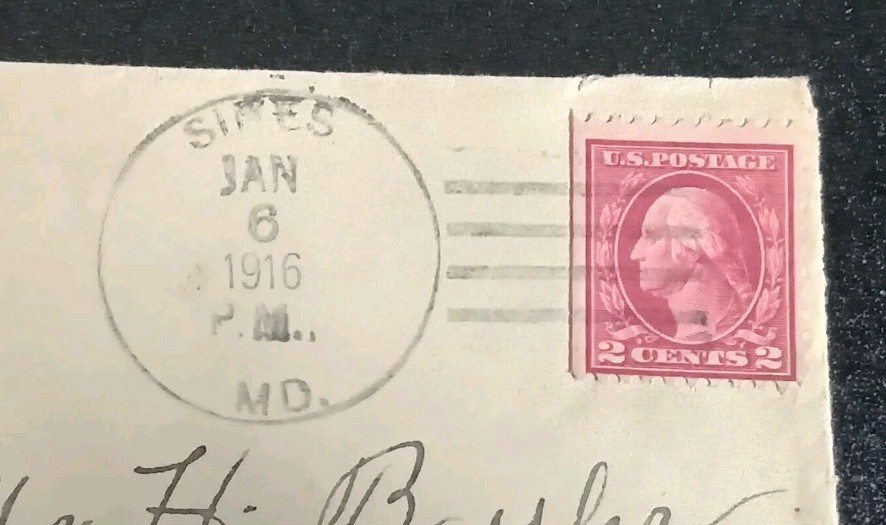 SINES
JAN
6
1916
P.M.
MD.
U.S. POSTAGE
2 CENTS 2
H.